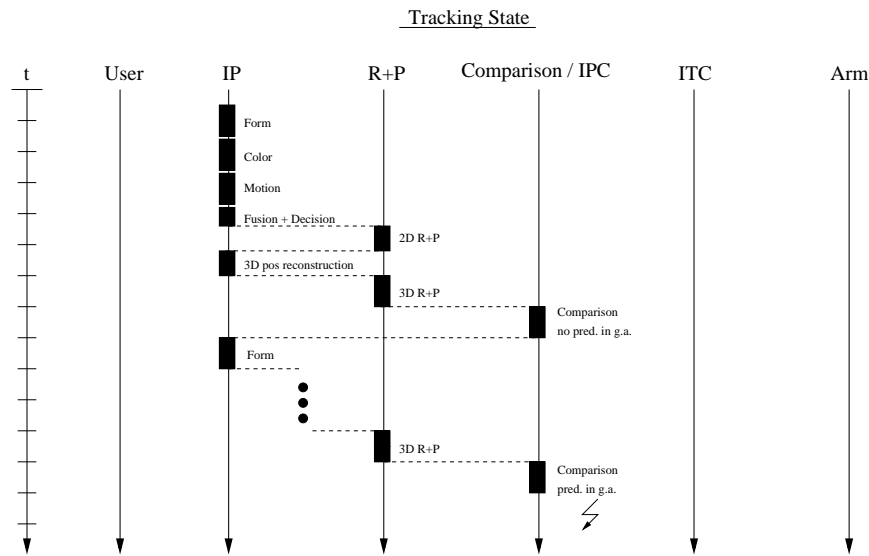 Tracking State
t User IP R+P Comparison / IPC ITC Arm
Form
Color
Motion
Fusion + Decision
2D R+P
3D pos reconstruction
3D R+P
Comparison
no pred. in g.a.
Form
3D R+P
Comparison
pred. in g.a.